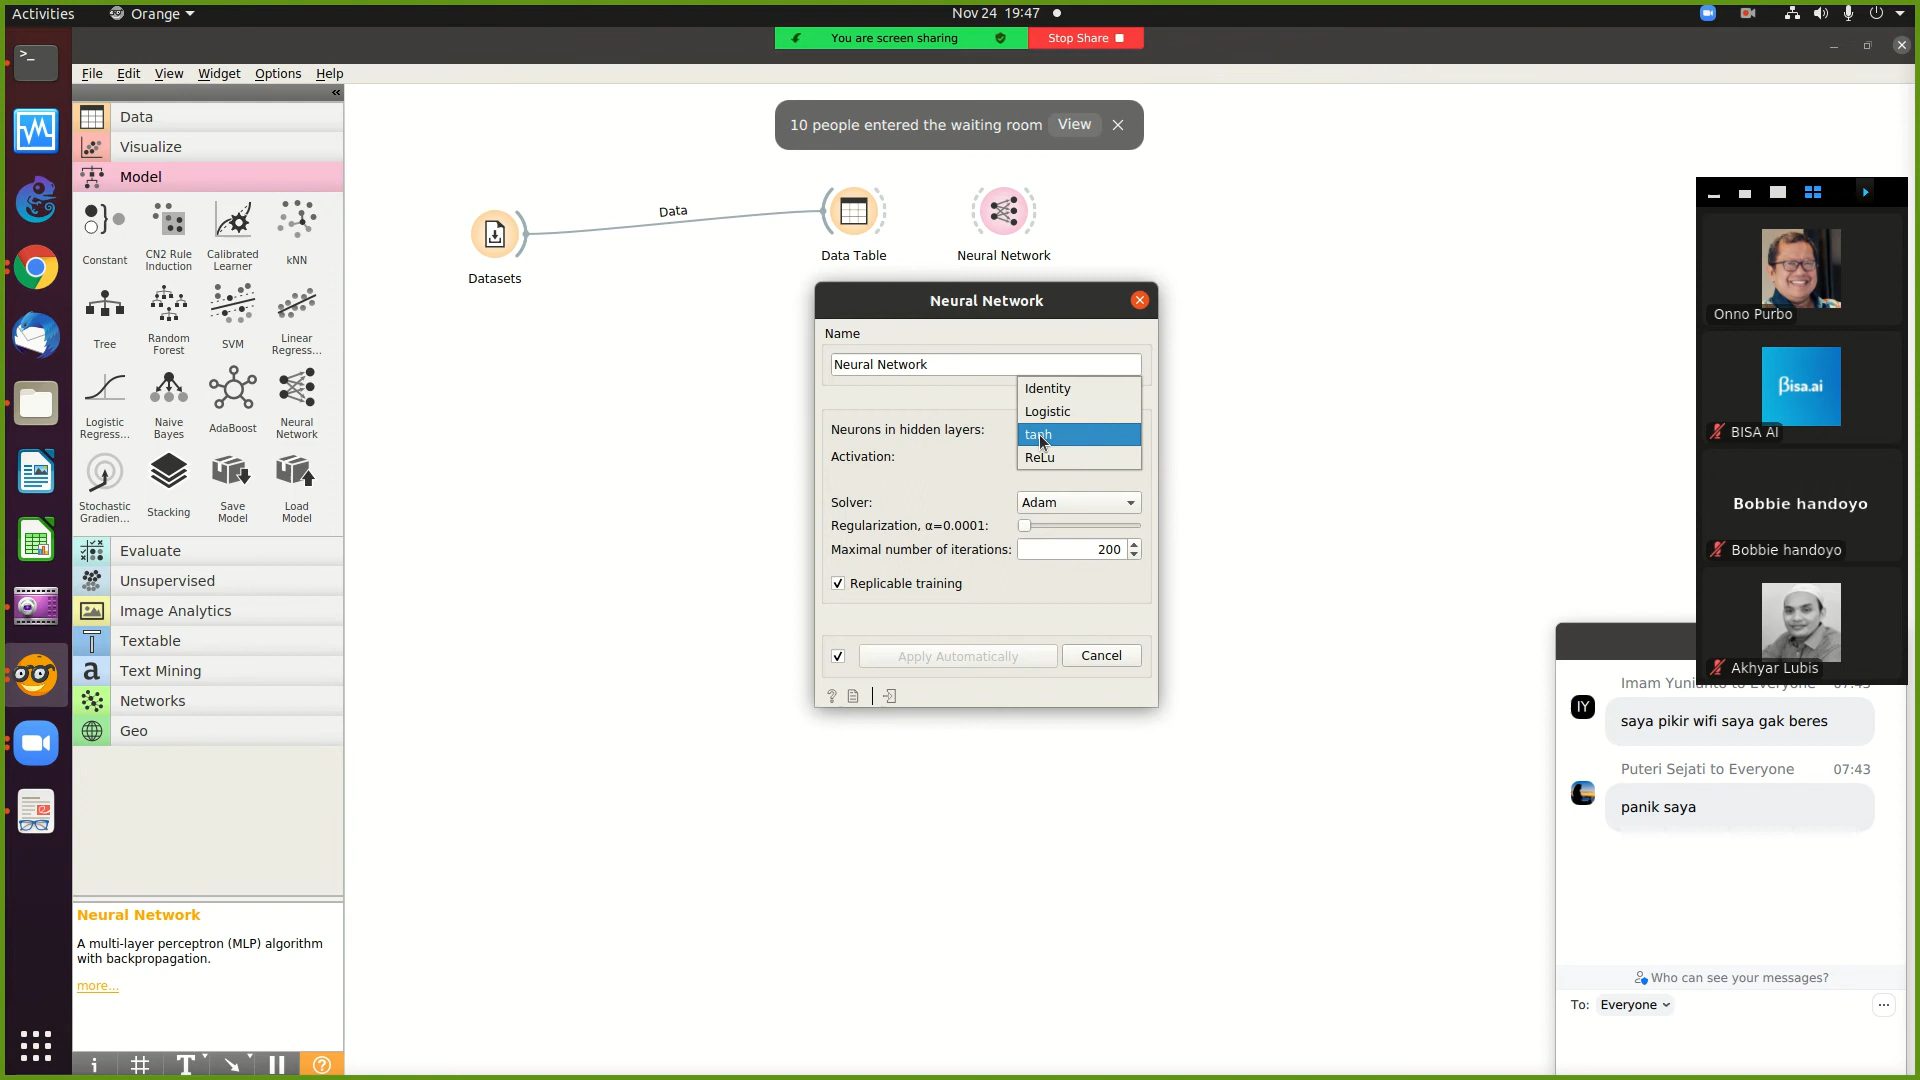 Activities
Orange
Nov 24 19:47
You are screen sharing
Stop Share
File Edit View Widget Options Help
10 people entered the waiting room View
Data
Visualize
Model
Constant
CN2 Rule
Induction
Calibrated
Learner
kNN
Tree
Random
Forest
SVM
Linear
Regress...
Logistic
Regress...
Naive
Bayes
AdaBoost
Neural
Network
Stochastic
Gradien...
Stacking
Save
Model
Load
Model
Evaluate
Unsupervised
Image Analytics
Textable
Text Mining
Networks
Geo
Neural Network
A multi-layer perceptron (MLP) algorithm
with backpropagation.
more...
Datasets
Data
Data Table
Neural Network
Neural Network
Name
Neural Network
Identity
Logistic
tanh
ReLu
Neurons in hidden layers:
Activation:
Solver: Adam
Regularization, α=0.0001:
Maximal number of iterations: 200
Replicable training
Apply Automatically Cancel
Onno Purbo
Bisa.ai
BISA AI
Bobbie handoyo
Bobbie handoyo
Akhyar Lubis
Imam Yunianto to Everyone 07:43
IY
saya pikir wifi saya gak beres
Puteri Sejati to Everyone 07:43
panik saya
Who can see your messages?
To: Everyone